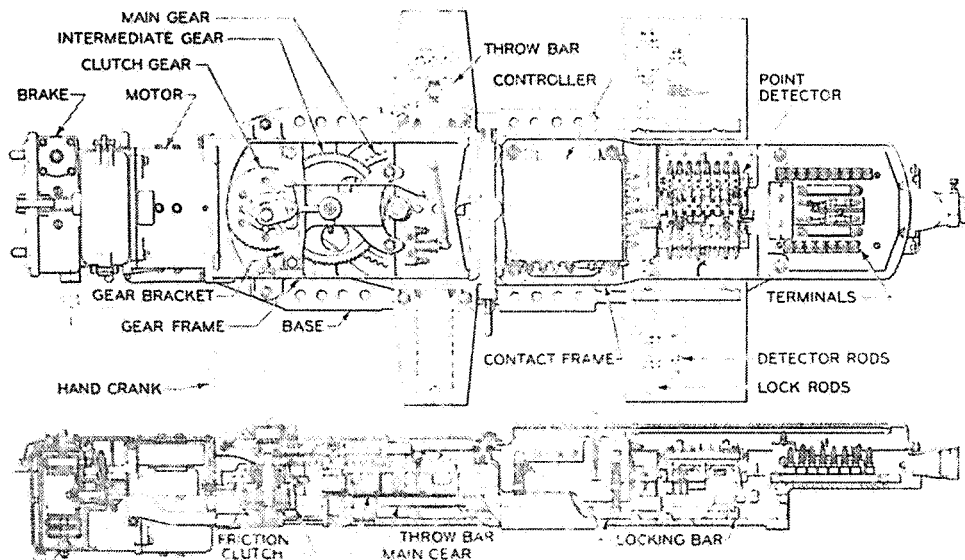 MAIN GEAR
INTERMEDIATE GEAR
CLUTCH GEAR
BRAKE
MOTOR
THROW BAR
CONTROLLER
POINT
DETECTOR
GEAR BRACKET
GEAR FRAME
BASE
TERMINALS
CONTACT FRAME
DETECTOR RODS
HAND CRANK
LOCK RODS
FRICTION
CLUTCH
THROW BAR
MAIN GEAR
LOCKING BAR